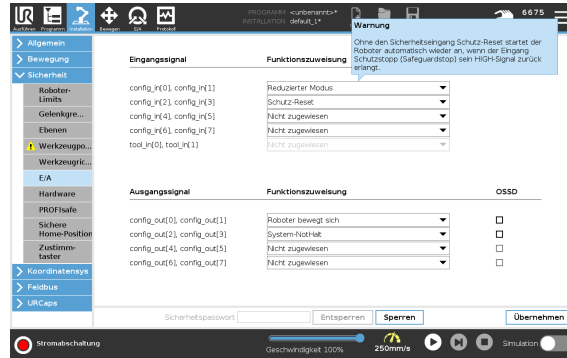 PROGRAMM <unbenannt>*
INSTALLATION default_1*
6675
Ausführen Programm Installation Bewegen E/A Protokoll
Warnung
Ohne den Sicherheitseingang Schutz-Reset startet der
Roboter automatisch wieder an, wenn der Eingang
Schutzstopp (Safeguardstop) sein HIGH-Signal zurück
erlangt.
Allgemein
Bewegung
Sicherheit
Roboter-
Limits
Gelenkgre...
Ebenen
Werkzeugpo...
Werkzeugric...
E/A
Hardware
PROFIsafe
Sichere
Home-Position
Zustimm-
taster
Koordinatensys
Feldbus
URCaps
Eingangssignal Funktionszuweisung
config_in[0], config_in[1] Reduzierter Modus
config_in[2], config_in[3] Schutz-Reset
config_in[4], config_in[5] Nicht zugewiesen
config_in[6], config_in[7] Nicht zugewiesen
tool_in[0], tool_in[1] Nicht zugewiesen
Ausgangssignal Funktionszuweisung OSSD
config_out[0], config_out[1] Roboter bewegt sich
config_out[2], config_out[3] System-NotHalt
config_out[4], config_out[5] Nicht zugewiesen
config_out[6], config_out[7] Nicht zugewiesen
Sicherheitspasswort Entsperren Sperren Übernehmen
Stromabschaltung
Geschwindigkeit 100%
250mm/s
Simulation